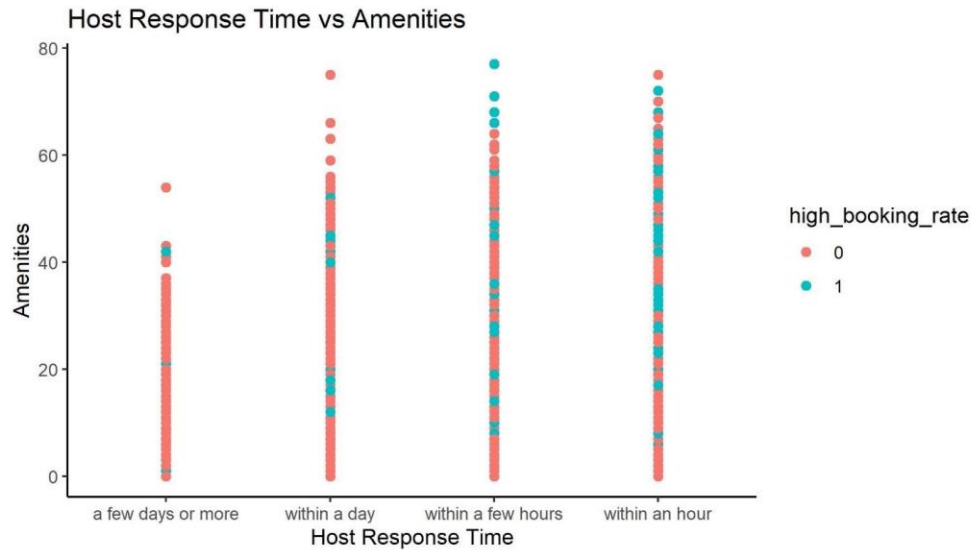 Host Response Time vs Amenities
80
60
40
20
0
Amenities
a few days or more within a day within a few hours within an hour
Host Response Time
high_booking_rate
0
1